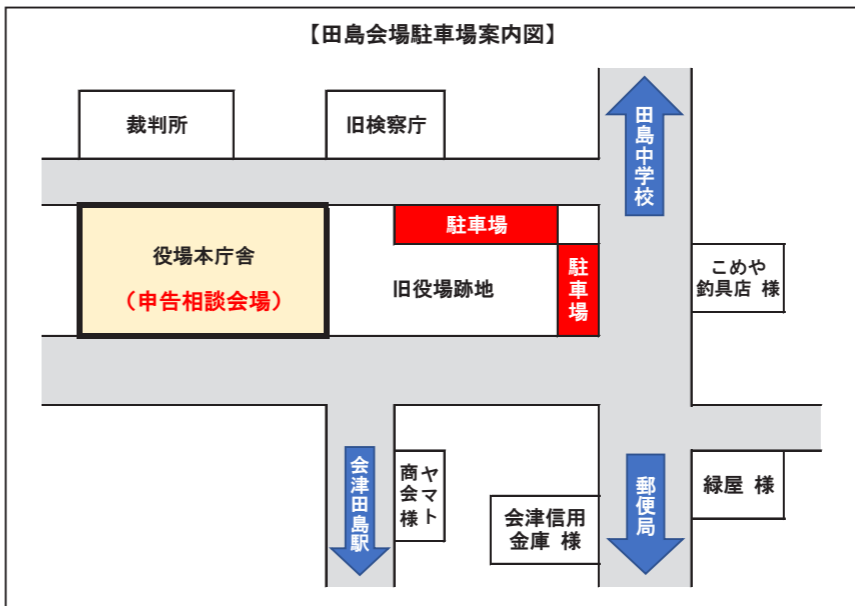 【田島会場駐車場案内図】
裁判所
旧検察庁
田島中学校
役場本庁舎
（申告相談会場）
駐車場
旧役場跡地
駐車場
こめや
釣具店 様
会津田島駅
ヤマト
商会 様
会津信用
金庫 様
郵便局
緑屋 様